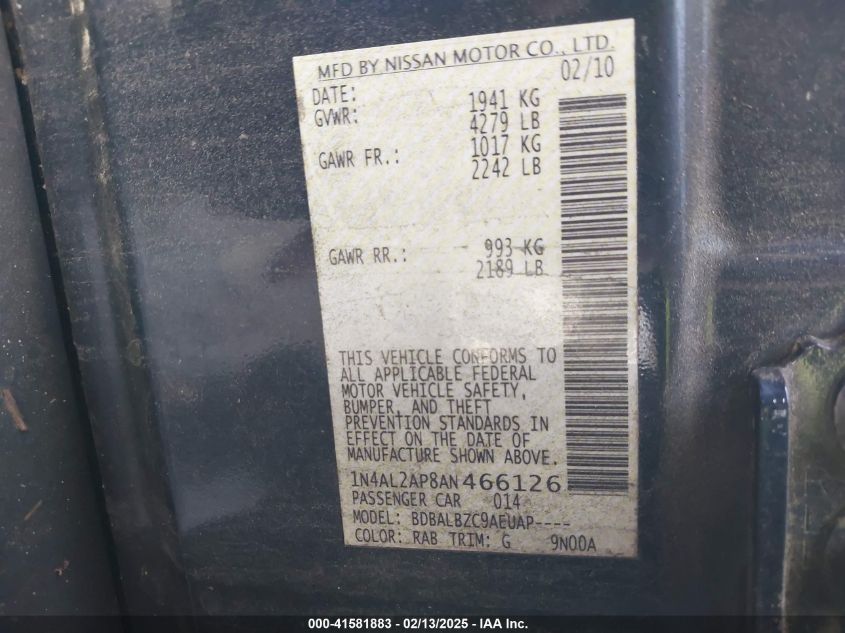 MFD BY NISSAN MOTOR CO., LTD.
DATE: 02/10
GVWR: 1941 KG
4279 LB
GAWR FR.: 1017 KG
2242 LB
GAWR RR.: 993 KG
2189 LB
THIS VEHICLE CONFORMS TO
ALL APPLICABLE FEDERAL
MOTOR VEHICLE SAFETY,
BUMPER, AND THEFT
PREVENTION STANDARDS IN
EFFECT ON THE DATE OF
MANUFACTURE SHOWN ABOVE.
1N4AL2AP8AN466126
PASSENGER CAR 014
MODEL: BDBALBZC9AEUAP----
COLOR: RAB TRIM: G 9N00A
000-41581883 - 02/13/2025 - IAA Inc.